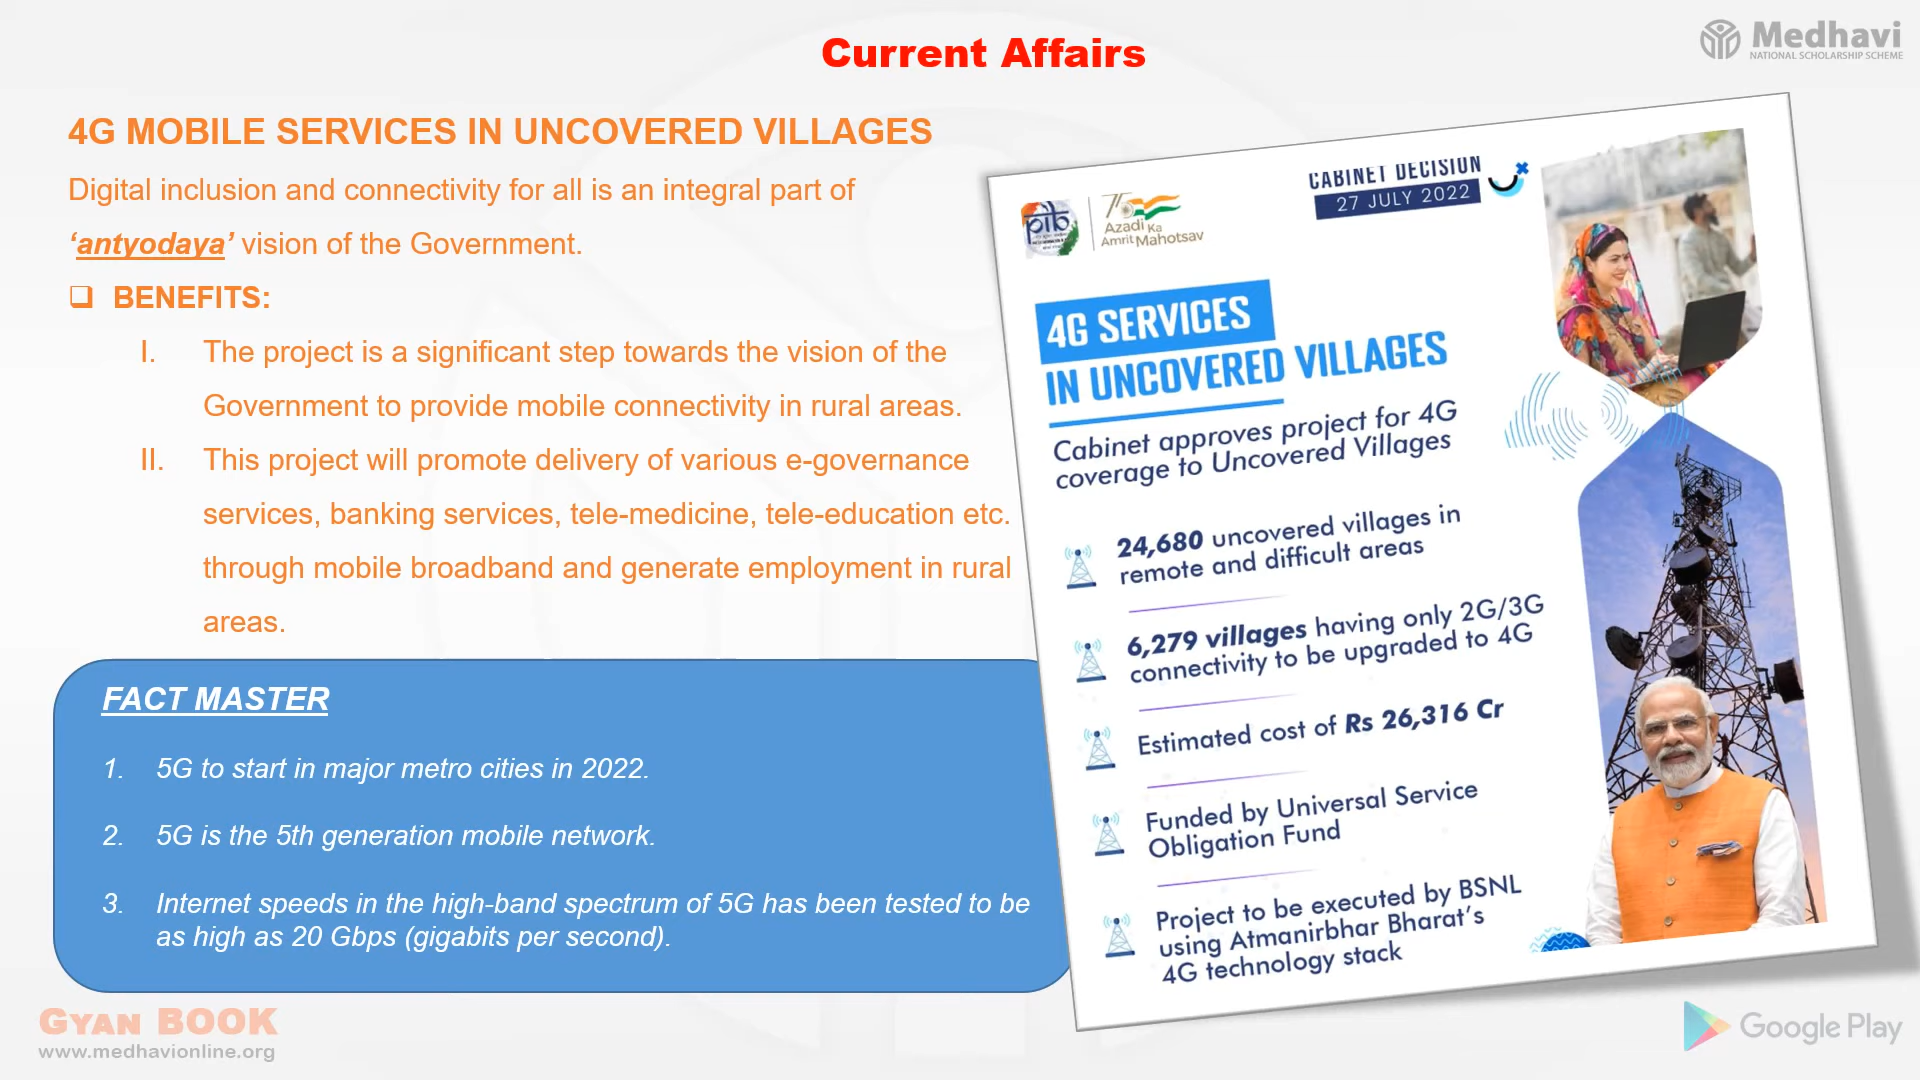 Current Affairs
Medhavi
NATIONAL SCHOLARSHIP SCHEME
4G MOBILE SERVICES IN UNCOVERED VILLAGES
Digital inclusion and connectivity for all is an integral part of
‘antyodaya’ vision of the Government.
❑ BENEFITS:
I. The project is a significant step towards the vision of the
Government to provide mobile connectivity in rural areas.
II. This project will promote delivery of various e-governance
services, banking services, tele-medicine, tele-education etc.
through mobile broadband and generate employment in rural
areas.
FACT MASTER
1. 5G to start in major metro cities in 2022.
2. 5G is the 5th generation mobile network.
3. Internet speeds in the high-band spectrum of 5G has been tested to be
as high as 20 Gbps (gigabits per second).
CABINET DECISION
27 JULY 2022
pib
75
Azadi Ka
Amrit Mahotsav
4G SERVICES
IN UNCOVERED VILLAGES
4G
Cabinet approves project for 4G
coverage to Uncovered Villages
24,680 uncovered villages in
remote and difficult areas
6,279 villages having only 2G/3G
connectivity to be upgraded to 4G
Estimated cost of Rs 26,316 Cr
Funded by Universal Service
Obligation Fund
Project to be executed by BSNL
using Atmanirbhar Bharat’s
4G technology stack
GYAN BOOK
www.medhavionline.org
Google Play